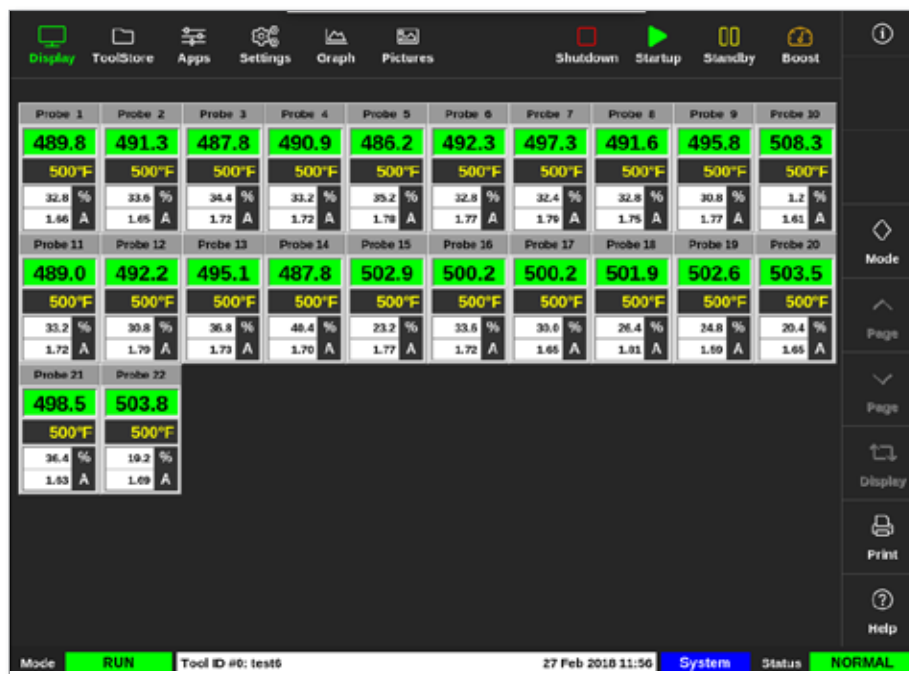 Display ToolStore Apps Settings Graph Pictures Shutdown Startup Standby Boost
Probe 1 Probe 2 Probe 3 Probe 4 Probe 5 Probe 6 Probe 7 Probe 8 Probe 9 Probe 10
489.8 491.3 487.8 490.9 486.2 492.3 497.3 491.6 495.8 508.3
500°F 500°F 500°F 500°F 500°F 500°F 500°F 500°F 500°F 500°F
32.8 % 33.6 % 34.4 % 33.2 % 35.2 % 32.8 % 32.4 % 32.8 % 30.8 % 1.2 %
1.66 A 1.65 A 1.72 A 1.72 A A 1.77 A 1.79 A 1.75 A 1.77 A 1.61 A
Probe 11 Probe 12 Probe 13 Probe 14 Probe 15 Probe 16 Probe 17 Probe 18 Probe 19 Probe 20
489.0 492.2 495.1 487.8 502.9 500.2 500.2 501.9 502.6 503.5
500°F 500°F 500°F 500°F 500°F 500°F 500°F 500°F 500°F 500°F
33.2 % 30.8 % 36.8 % 40.4 % 23.2 % 33.6 % 30.0 % 26.4 % 24.8 % 20.4 %
1.72 A 1.79 A 1.73 A 1.70 A 1.77 A 1.72 A 1.65 A A A 1.65 A
Probe 21 Probe 22
498.5 503.8
500°F 500°F
36.4 % 19.2 %
A 1.69 A
Mode
Page
Page
Display
Print
Help
Mode RUN Tool ID #0: test6 27 Feb 2018 11:56 System Status NORMAL